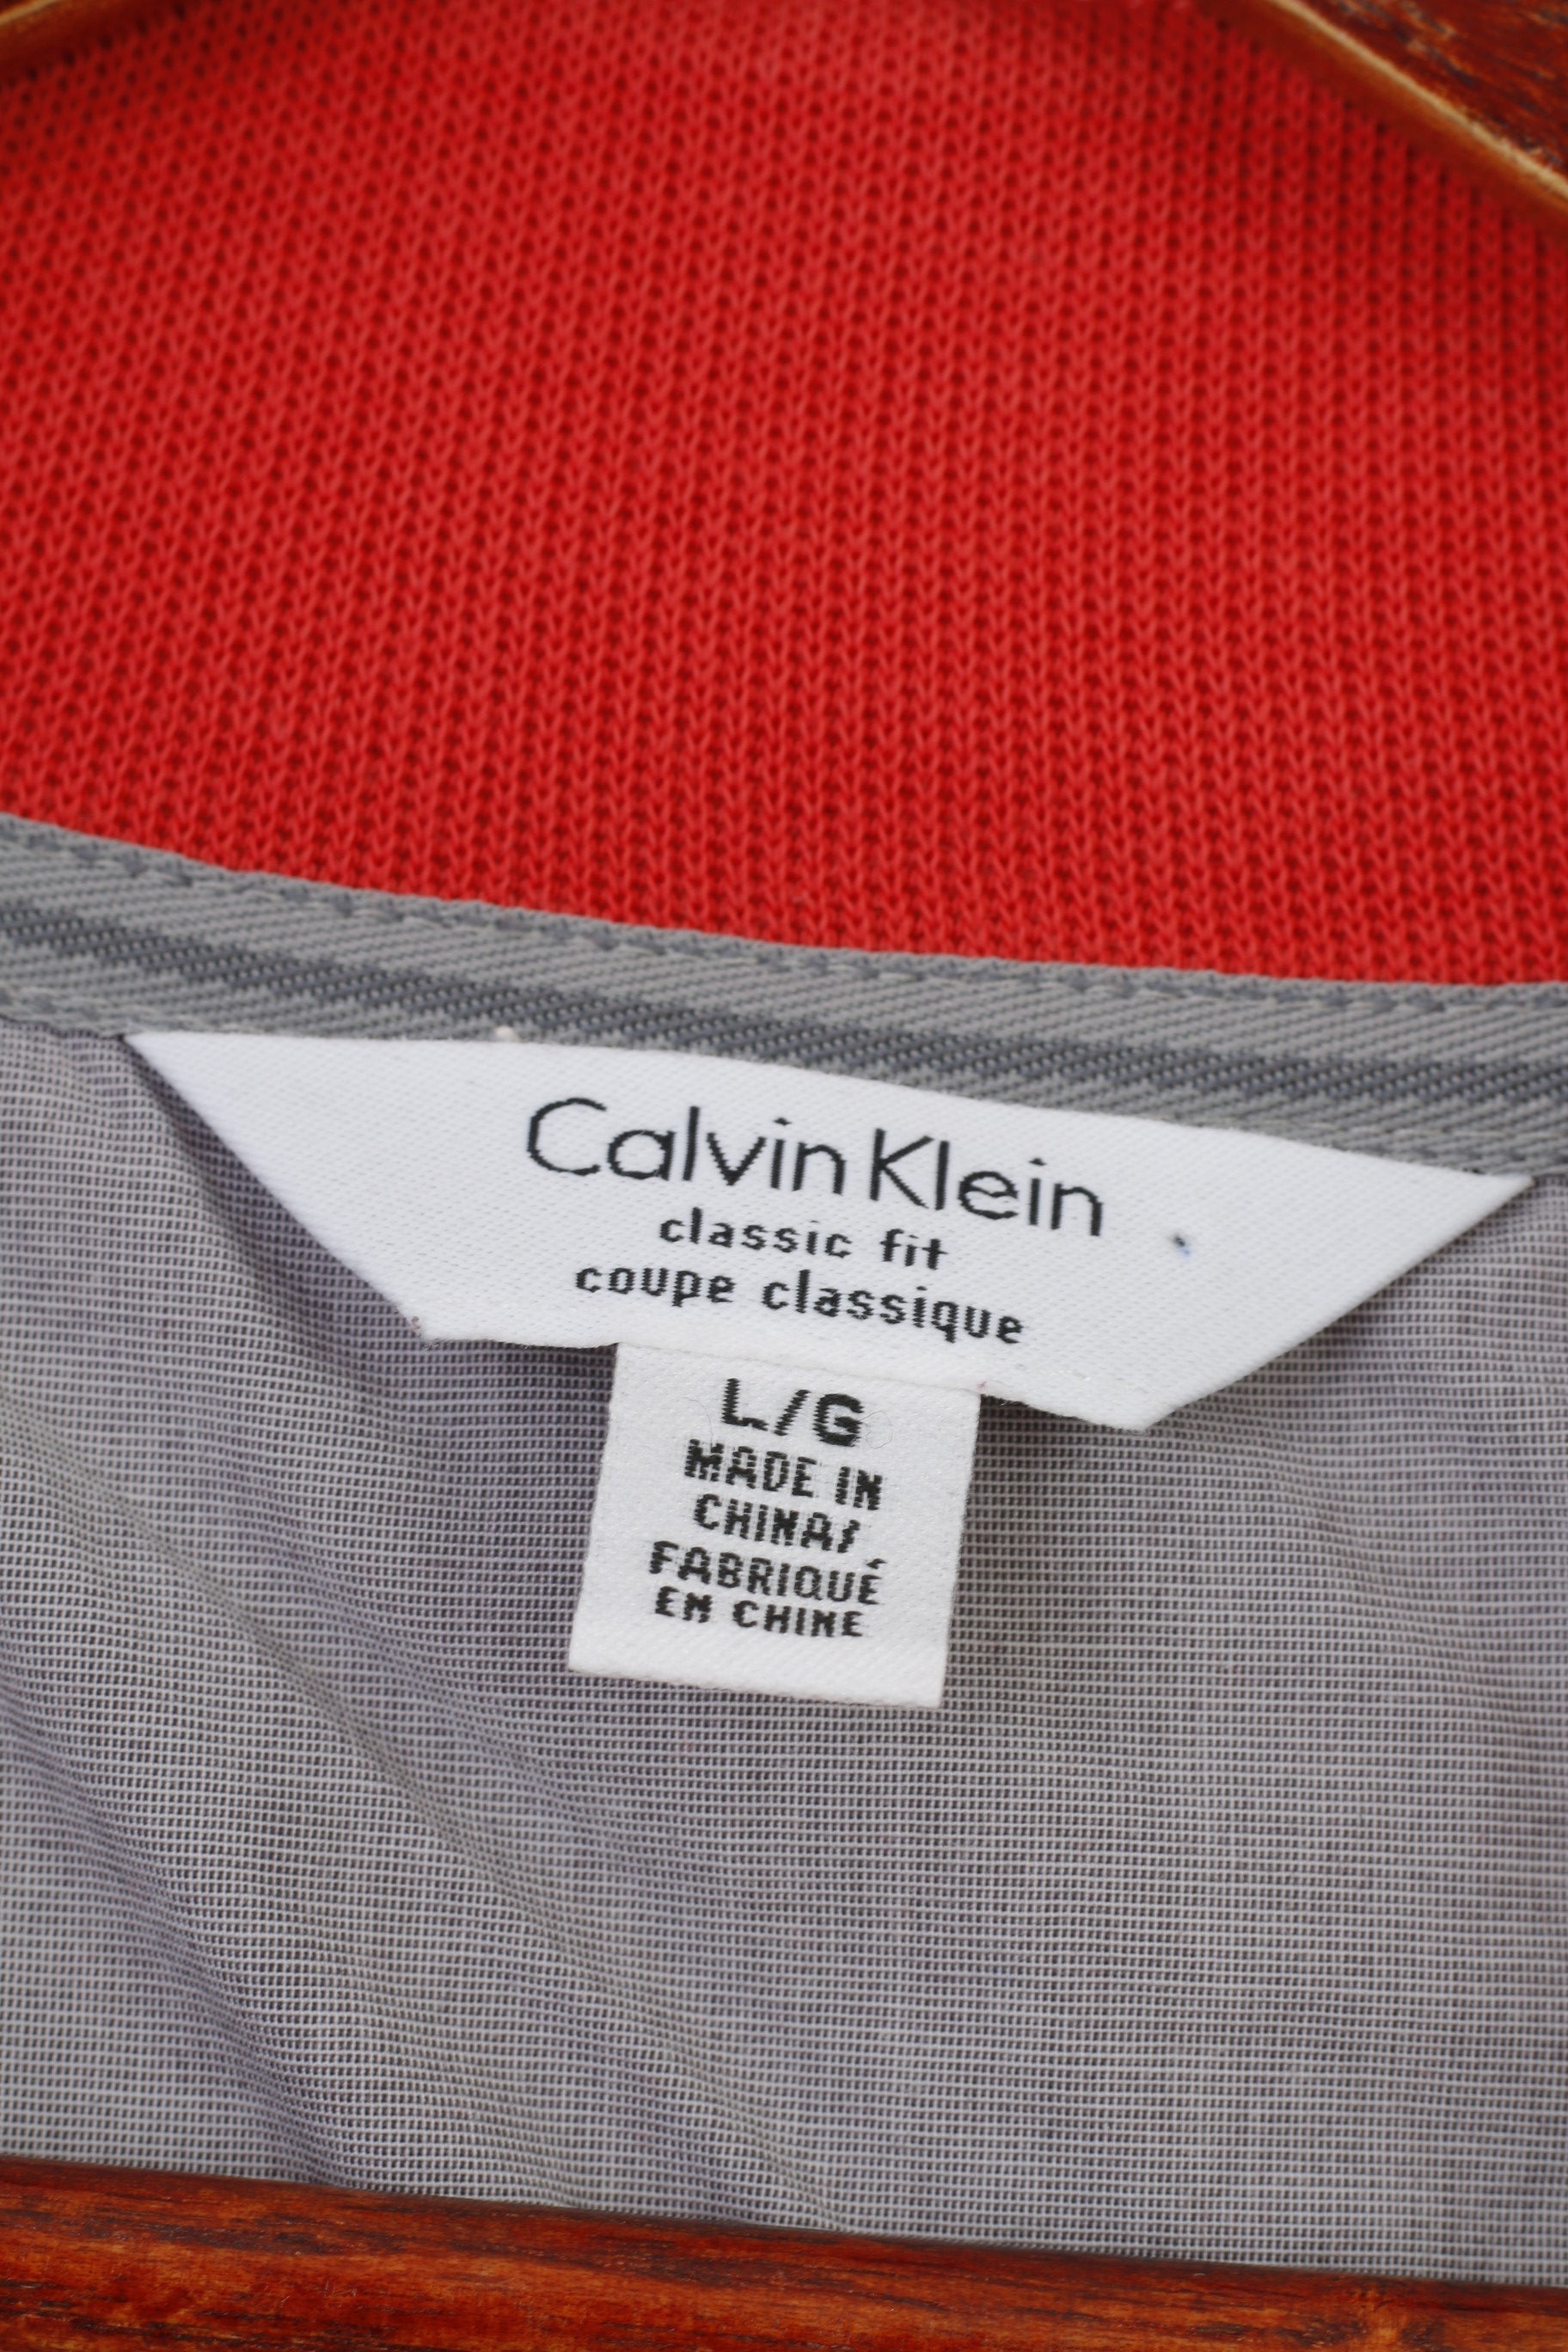 Calvin Klein
classic fit
coupe classique
L/G
MADE IN
CHINA/
FABRIQUÉ
EN CHINE